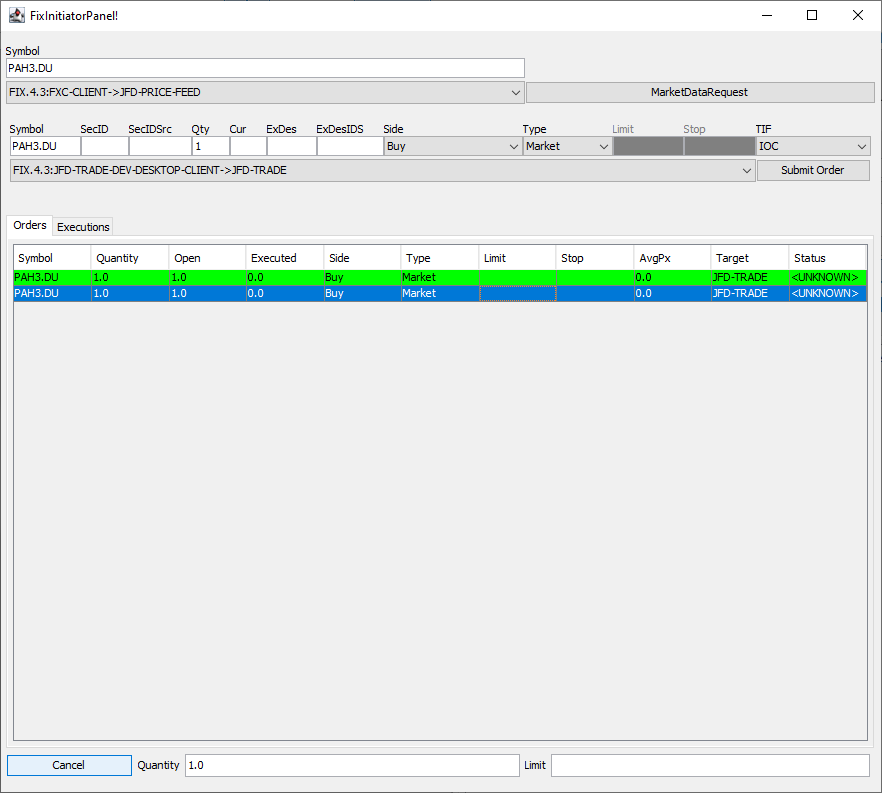 FixInitiatorPanel!
Symbol
PAH3.DU
FIX.4.3:FXC-CLIENT->JFD-PRICE-FEED MarketDataRequest
Symbol SecID SecIDSrc Qty Cur ExDes ExDesIDS Side Type Limit Stop TIF
PAH3.DU 1 Buy Market IOC
FIX.4.3:JFD-TRADE-DEV-DESKTOP-CLIENT->JFD-TRADE Submit Order
Orders Executions
Symbol Quantity Open Executed Side Type Limit Stop AvgPx Target Status
PAH3.DU 1.0 1.0 0.0 Buy Market 0.0 JFD-TRADE <UNKNOWN>
PAH3.DU 1.0 1.0 0.0 Buy Market 0.0 JFD-TRADE <UNKNOWN>
Cancel Quantity 1.0 Limit